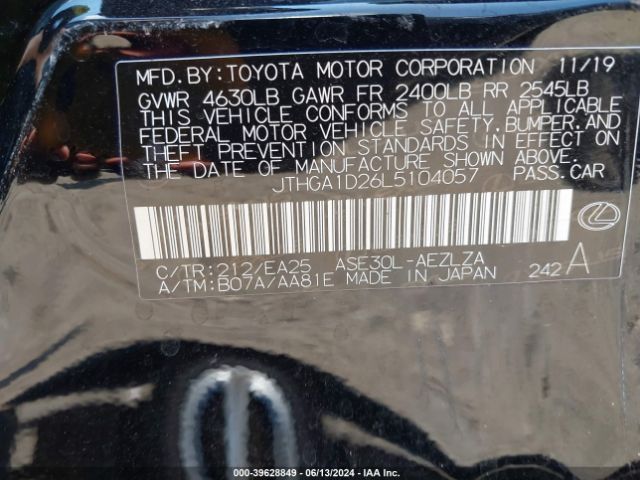 MFD.BY:TOYOTA MOTOR CORPORATION 11/19
GVWR 4630LB GAWR FR 2400LB RR 2545LB
THIS VEHICLE CONFORMS TO ALL APPLICABLE
FEDERAL MOTOR VEHICLE SAFETY,BUMPER,AND
THEFT PREVENTION STANDARDS IN EFFECT ON
THE DATE OF MANUFACTURE SHOWN ABOVE.
JTHGA1D26L5104057 PASS.CAR
C/TR:212/EA25 ASE30L-AEZLZA
A/TM:B07A/AA81E MADE IN JAPAN 242 A
000-39628849 - 06/13/2024 - IAA Inc.